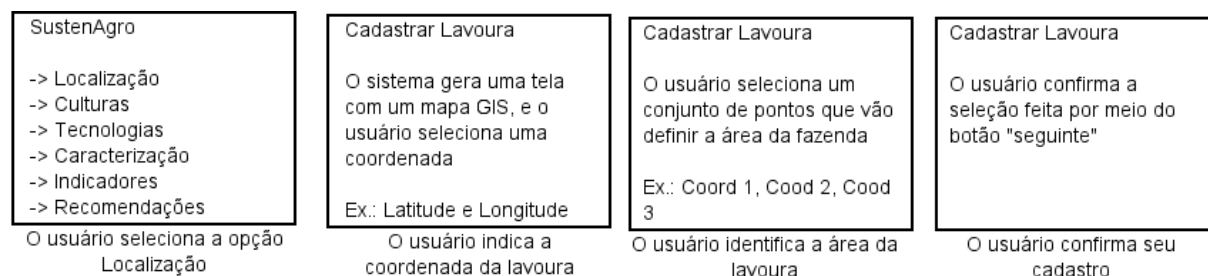 SustenAgro
-> Localização
-> Culturas
-> Tecnologias
-> Caracterização
-> Indicadores
-> Recomendações
O usuário seleciona a opção
Localização
Cadastrar Lavoura
O sistema gera uma tela
com um mapa GIS, e o
usuário seleciona uma
coordenada
Ex.: Latitude e Longitude
O usuário indica a
coordenada da lavoura
Cadastrar Lavoura
O usuário seleciona um
conjunto de pontos que vão
definir a área da fazenda
Ex.: Coord 1, Cood 2, Cood
3
O usuário identifica a área da
lavoura
Cadastrar Lavoura
O usuário confirma a
seleção feita por meio do
botão "seguinte"
O usuário confirma seu
cadastro